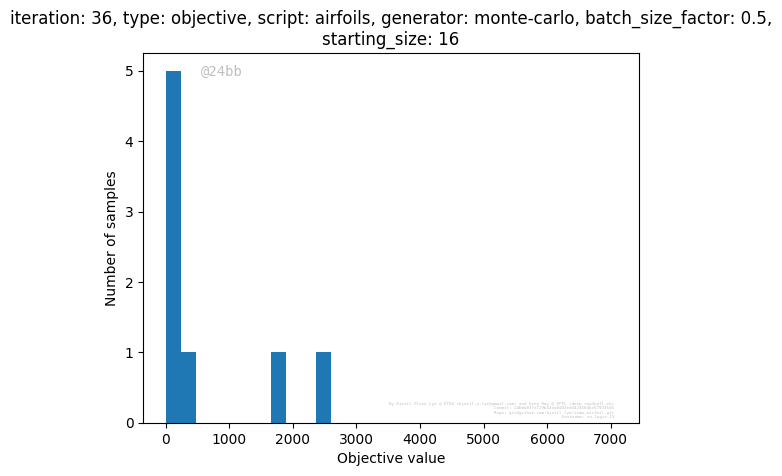 iteration: 36, type: objective, script: airfoils, generator: monte-carlo, batch_size_factor: 0.5,
starting_size: 16
@24bb
5
4
3
2
1
0
Number of samples
0 1000 2000 3000 4000 5000 6000 7000
Objective value